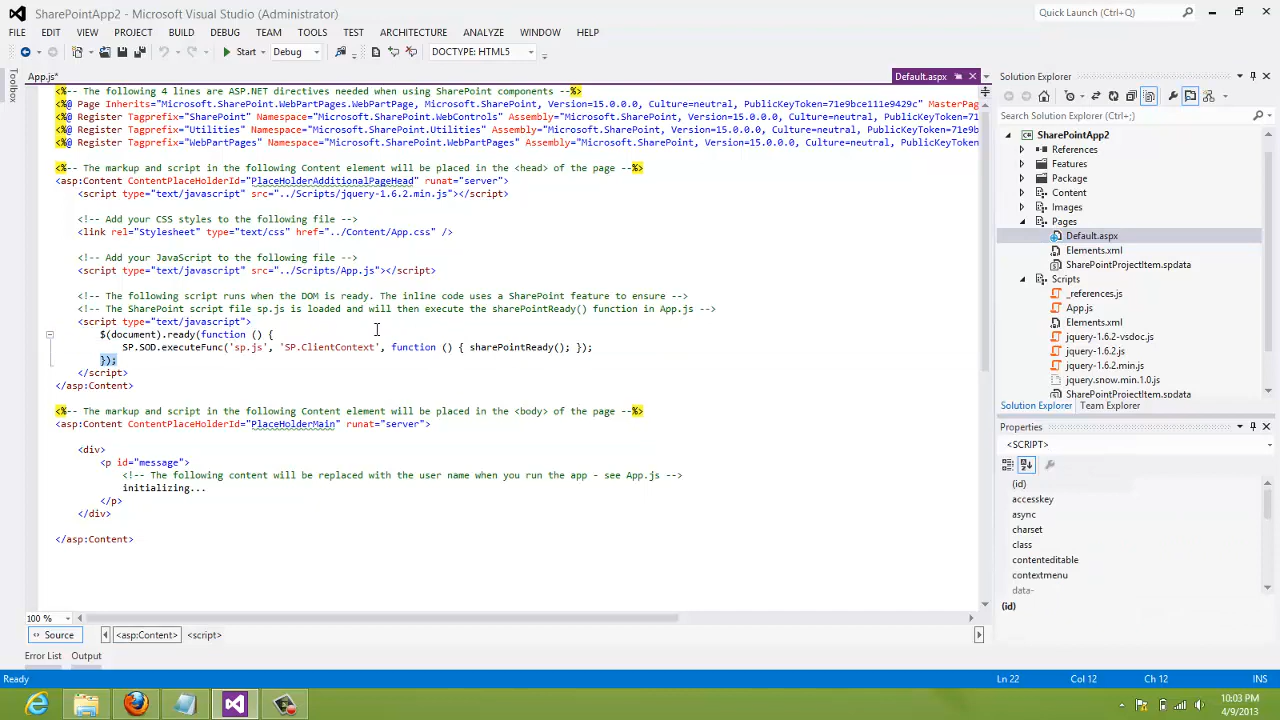 SharePointApp2 - Microsoft Visual Studio (Administrator)
Quick Launch (Ctrl+Q)
FILE EDIT VIEW PROJECT BUILD DEBUG TEAM TOOLS TEST ARCHITECTURE ANALYZE WINDOW HELP
Start Debug DOCTYPE: HTML5
Toolbox
App.js*
Default.aspx
<%-- The following 4 lines are ASP.NET directives needed when using SharePoint components --%>
<%@ Page Inherits="Microsoft.SharePoint.WebPartPages.WebPartPage, Microsoft.SharePoint, Version=15.0.0.0, Culture=neutral, PublicKeyToken=71e9bce111e9429c" MasterPag
<%@ Register Tagprefix="SharePoint" Namespace="Microsoft.SharePoint.WebControls" Assembly="Microsoft.SharePoint, Version=15.0.0.0, Culture=neutral, PublicKeyToken=71e
<%@ Register Tagprefix="Utilities" Namespace="Microsoft.SharePoint.Utilities" Assembly="Microsoft.SharePoint, Version=15.0.0.0, Culture=neutral, PublicKeyToken=71e9b
<%@ Register Tagprefix="WebPartPages" Namespace="Microsoft.SharePoint.WebPartPages" Assembly="Microsoft.SharePoint, Version=15.0.0.0, Culture=neutral, PublicKeyToken
<%-- The markup and script in the following Content element will be placed in the <head> of the page --%>
<asp:Content ContentPlaceHolderId="PlaceHolderAdditionalPageHead" runat="server">
<script type="text/javascript" src="../Scripts/jquery-1.6.2.min.js"></script>
<!-- Add your CSS styles to the following file -->
<link rel="Stylesheet" type="text/css" href="../Content/App.css" />
<!-- Add your JavaScript to the following file -->
<script type="text/javascript" src="../Scripts/App.js"></script>
<!-- The following script runs when the DOM is ready. The inline code uses a SharePoint feature to ensure -->
<!-- The SharePoint script file sp.js is loaded and will then execute the sharePointReady() function in App.js -->
<script type="text/javascript">
$(document).ready(function () {
SP.SOD.executeFunc('sp.js', 'SP.ClientContext', function () { sharePointReady(); });
});
</script>
</asp:Content>
<%-- The markup and script in the following Content element will be placed in the <body> of the page --%>
<asp:Content ContentPlaceHolderId="PlaceHolderMain" runat="server">
<div>
<p id="message">
<!-- The following content will be replaced with the user name when you run the app - see App.js -->
initializing...
</p>
</div>
</asp:Content>
100 %
Source <asp:Content> <script>
Error List Output
Solution Explorer
Search Solution Explorer (Ctrl+;)
SharePointApp2
References
Features
Package
Content
Images
Pages
Default.aspx
Elements.xml
SharePointProjectItem.spdata
Scripts
_references.js
App.js
Elements.xml
jquery-1.6.2-vsdoc.js
jquery-1.6.2.js
jquery-1.6.2.min.js
jquery.snow.min.1.0.js
SharePointProjectItem.spdata
Solution Explorer Team Explorer
Properties
<SCRIPT>
(id)
accesskey
async
charset
class
contenteditable
contextmenu
data-
(id)
Ready Ln 22 Col 12 Ch 12 INS
10:03 PM
4/9/2013